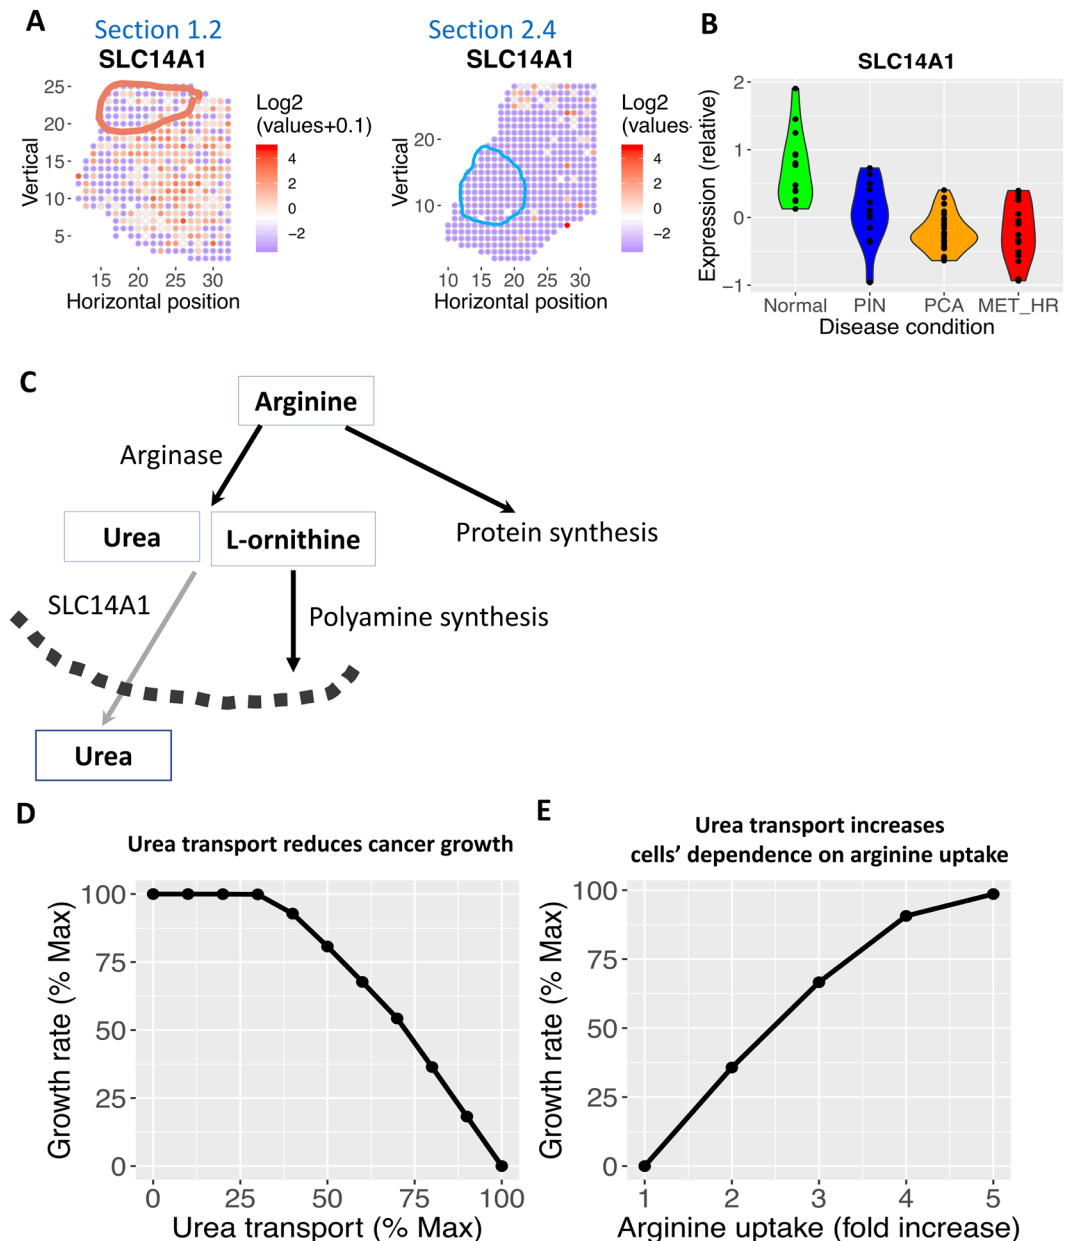 A
Section 1.2
SLC14A1
25
20
15
10
5
Vertical
15 20 25 30
Horizontal position
Log2
(values+0.1)
4
2
0
−2
Section 2.4
SLC14A1
20
10
Vertical
10 15 20 25 30
Horizontal position
Log2
(values-
4
2
0
−2
B
SLC14A1
2
1
0
−1
Expression (relative)
Normal PIN PCA MET_HR
Disease condition
C
Arginine
Arginase
Urea
L-ornithine
Protein synthesis
SLC14A1
Polyamine synthesis
Urea
D
Urea transport reduces cancer growth
100
75
50
25
0
Growth rate (% Max)
0 25 50 75 100
Urea transport (% Max)
E
Urea transport increases
cells’ dependence on arginine uptake
100
75
50
25
0
Growth rate (% Max)
1 2 3 4 5
Arginine uptake (fold increase)